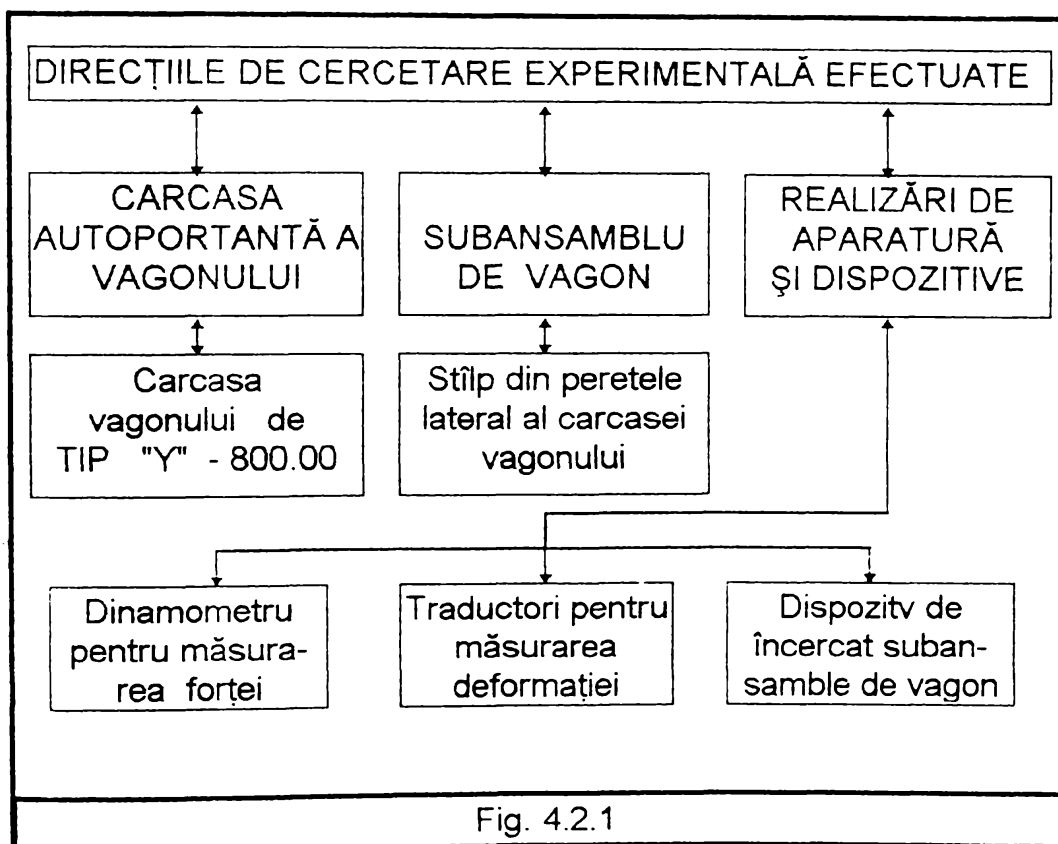 DIRECȚIILE DE CERCETARE EXPERIMENTALĂ EFECTUATE
CARCASA
AUTOPORTANTĂ A
VAGONULUI
SUBANSAMBLU
DE VAGON
REALIZĂRI DE
APARATURĂ
ŞI DISPOZITIVE
Carcasa
vagonului de
TIP "Y" - 800.00
Stîlp din peretele
lateral al carcasei
vagonului
Dinamometru
pentru măsura-
rea forței
Traductori pentru
măsurarea
deformației
Dispozitv de
încercat suban-
samble de vagon
Fig. 4.2.1